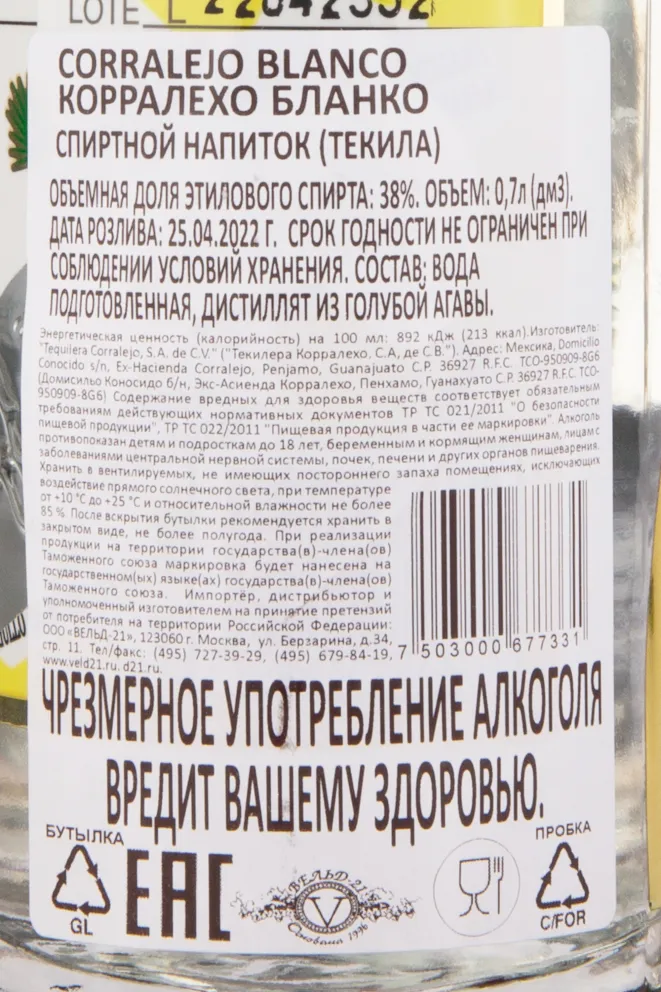 LOTE L 22042352
CORRALEJO BLANCO
КОРРАЛЕХО БЛАНКО
СПИРТНОЙ НАПИТОК (ТЕКИЛА)
ОБЪЕМНАЯ ДОЛЯ ЭТИЛОВОГО СПИРТА: 38%. ОБЪЕМ: 0,7л (дм3).
ДАТА РОЗЛИВА: 25.04.2022 Г. СРОК ГОДНОСТИ НЕ ОГРАНИЧЕН ПРИ
СОБЛЮДЕНИИ УСЛОВИЙ ХРАНЕНИЯ. СОСТАВ: ВОДА
ПОДГОТОВЛЕННАЯ, ДИСТИЛЛЯТ ИЗ ГОЛУБОЙ АГАВЫ.
Энергетическая ценность (калорийность) на 100 мл: 892 кДж (213 ккал).Изготовитель:
"Tequilera Corralejo, S.A. de C.V." ("Текилера Корралехо, С.А, де С.В."). Адрес: Мексика, Domicilio
Conocido s/n, Ex-Hacienda Corralejo, Penjamo, Guanajuato C.P. 36927 R.F.C. TCO-950909-8G6
(Домисильо Коносидо б/н, Экс-Асиенда Корралехо, Пенхамо, Гуанахуато С.Р. 36927 R.F.C. TCO-
950909-8G6) Содержание вредных для здоровья веществ соответствует обязательным
требованиям действующих нормативных документов ТР ТС 021/2011 "О безопасности
пищевой продукции", ТР ТС 022/2011 "Пищевая продукция в части ее маркировки". Алкоголь
противопоказан детям и подросткам до 18 лет, беременным и кормящим женщинам, лицам с
заболеваниями центральной нервной системы, почек, печени и других органов пищеварения.
Хранить в вентилируемых, не имеющих постороннего запаха помещениях, исключающих
воздействие прямого солнечного света, при температуре
от +10 °С до +25 °С и относительной влажности не более
85 %. После вскрытия бутылки рекомендуется хранить в
закрытом виде, не более полугода. При реализации
продукции на территории государства(в)-члена(ов)
Таможенного союза маркировка будет нанесена на
государственном(ых) языке(ах) государства(в)-члена(ов)
Таможенного союза. Импортёр, дистрибьютор и
уполномоченный изготовителем на принятие претензий
от потребителя на территории Российской Федерации:
ООО «ВЕЛЬД-21», 123060 г. Москва, ул. Берзарина, д.34,
стр. 11. Тел/факс: (495) 727-39-29, (495) 679-84-19,
www.veld21.ru, d21.ru.
7 503000 677331
ЧРЕЗМЕРНОЕ УПОТРЕБЛЕНИЕ АЛКОГОЛЯ
ВРЕДИТ ВАШЕМУ ЗДОРОВЬЮ.
БУТЫЛКА
GL
EAC
ВЕЛЬД-21
V
Основана 1996
ПРОБКА
C/FOR